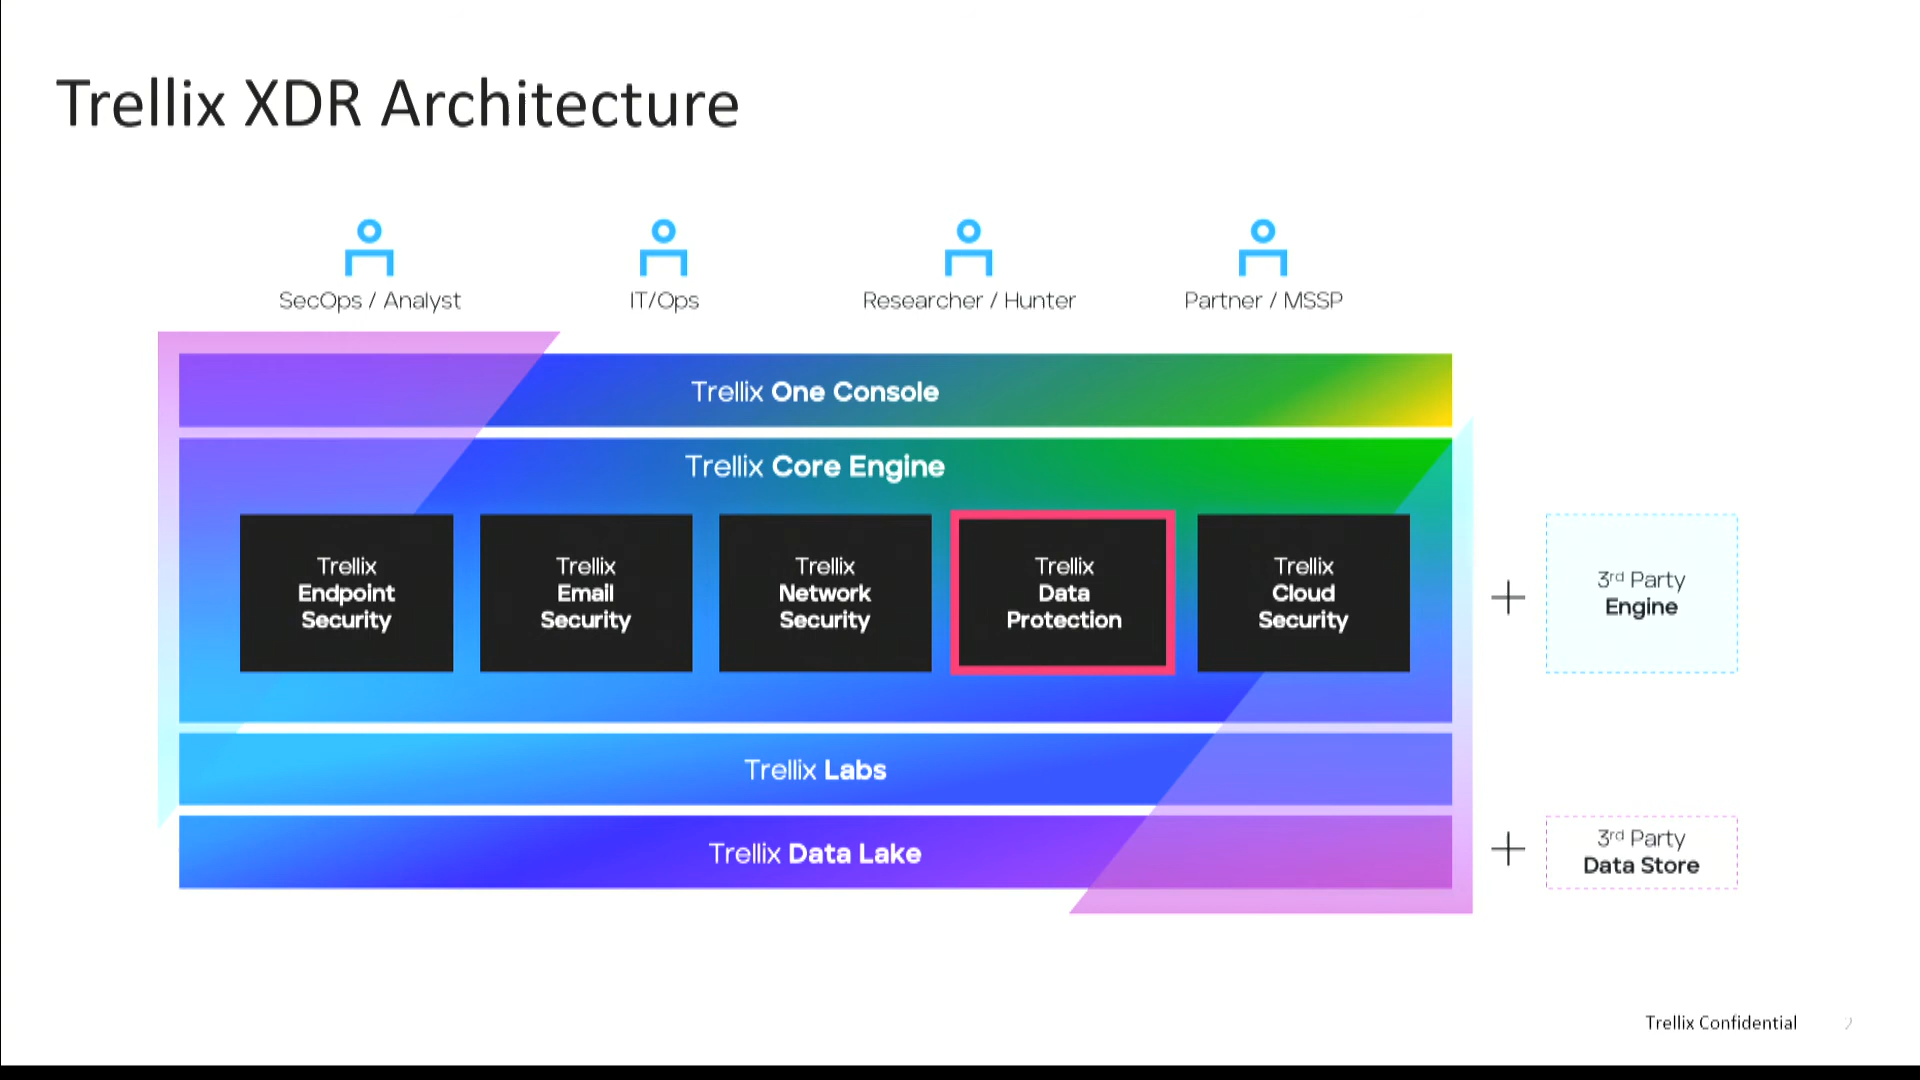 Trellix XDR Architecture
SecOps / Analyst
IT/Ops
Researcher / Hunter
Partner / MSSP
Trellix One Console
Trellix Core Engine
Trellix
Endpoint
Security
Trellix
Email
Security
Trellix
Network
Security
Trellix
Data
Protection
Trellix
Cloud
Security
3rd Party
Engine
Trellix Labs
Trellix Data Lake
3rd Party
Data Store
Trellix Confidential